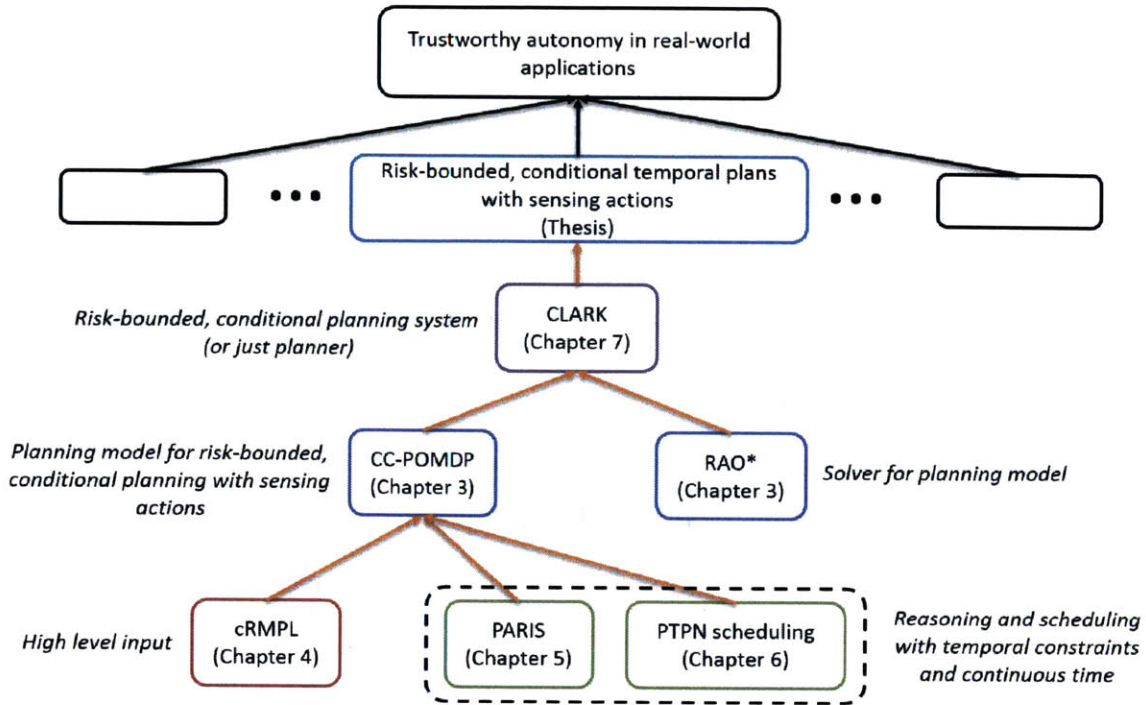 Trustworthy autonomy in real-world
applications
Risk-bounded, conditional temporal plans
with sensing actions
(Thesis)
Risk-bounded, conditional planning system
(or just planner)
CLARK
(Chapter 7)
Planning model for risk-bounded,
conditional planning with sensing
actions
CC-POMDP
(Chapter 3)
RAO*
(Chapter 3)
Solver for planning model
High level input
cRMPL
(Chapter 4)
PARIS
(Chapter 5)
PTPN scheduling
(Chapter 6)
Reasoning and scheduling
with temporal constraints
and continuous time